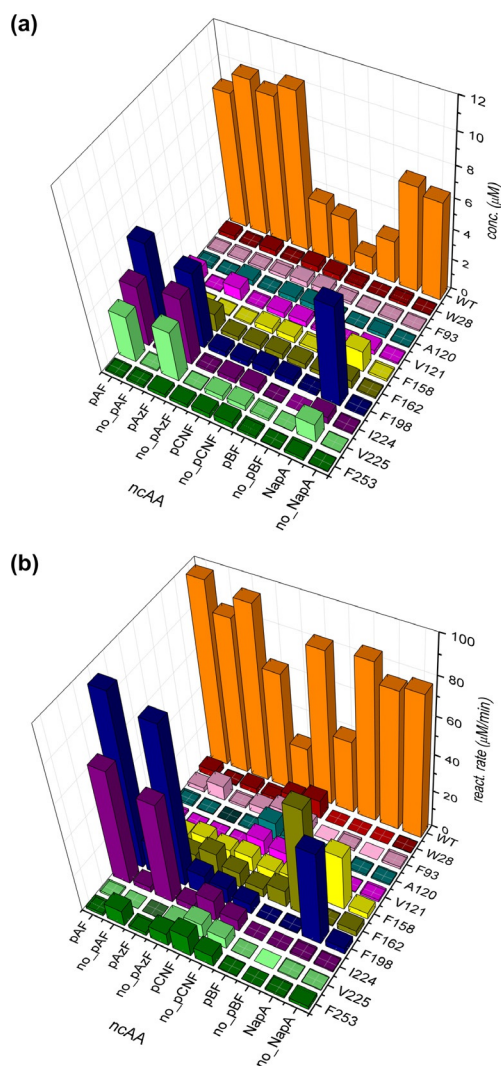 (a)
12
10
8
6
4
2
0
conc. (µM)
WT
W28
F93
A120
V121
F158
F162
F198
I224
V225
F253
pAF
no_pAF
pAzF
no_pAzF
pCNF
no_pCNF
pBF
no_pBF
NapA
no_NapA
ncAA
(b)
100
80
60
40
20
0
react. rate (µM/min)
WT
W28
F93
A120
V121
F158
F162
F198
I224
V225
F253
pAF
no_pAF
pAzF
no_pAzF
pCNF
no_pCNF
pBF
no_pBF
NapA
no_NapA
ncAA